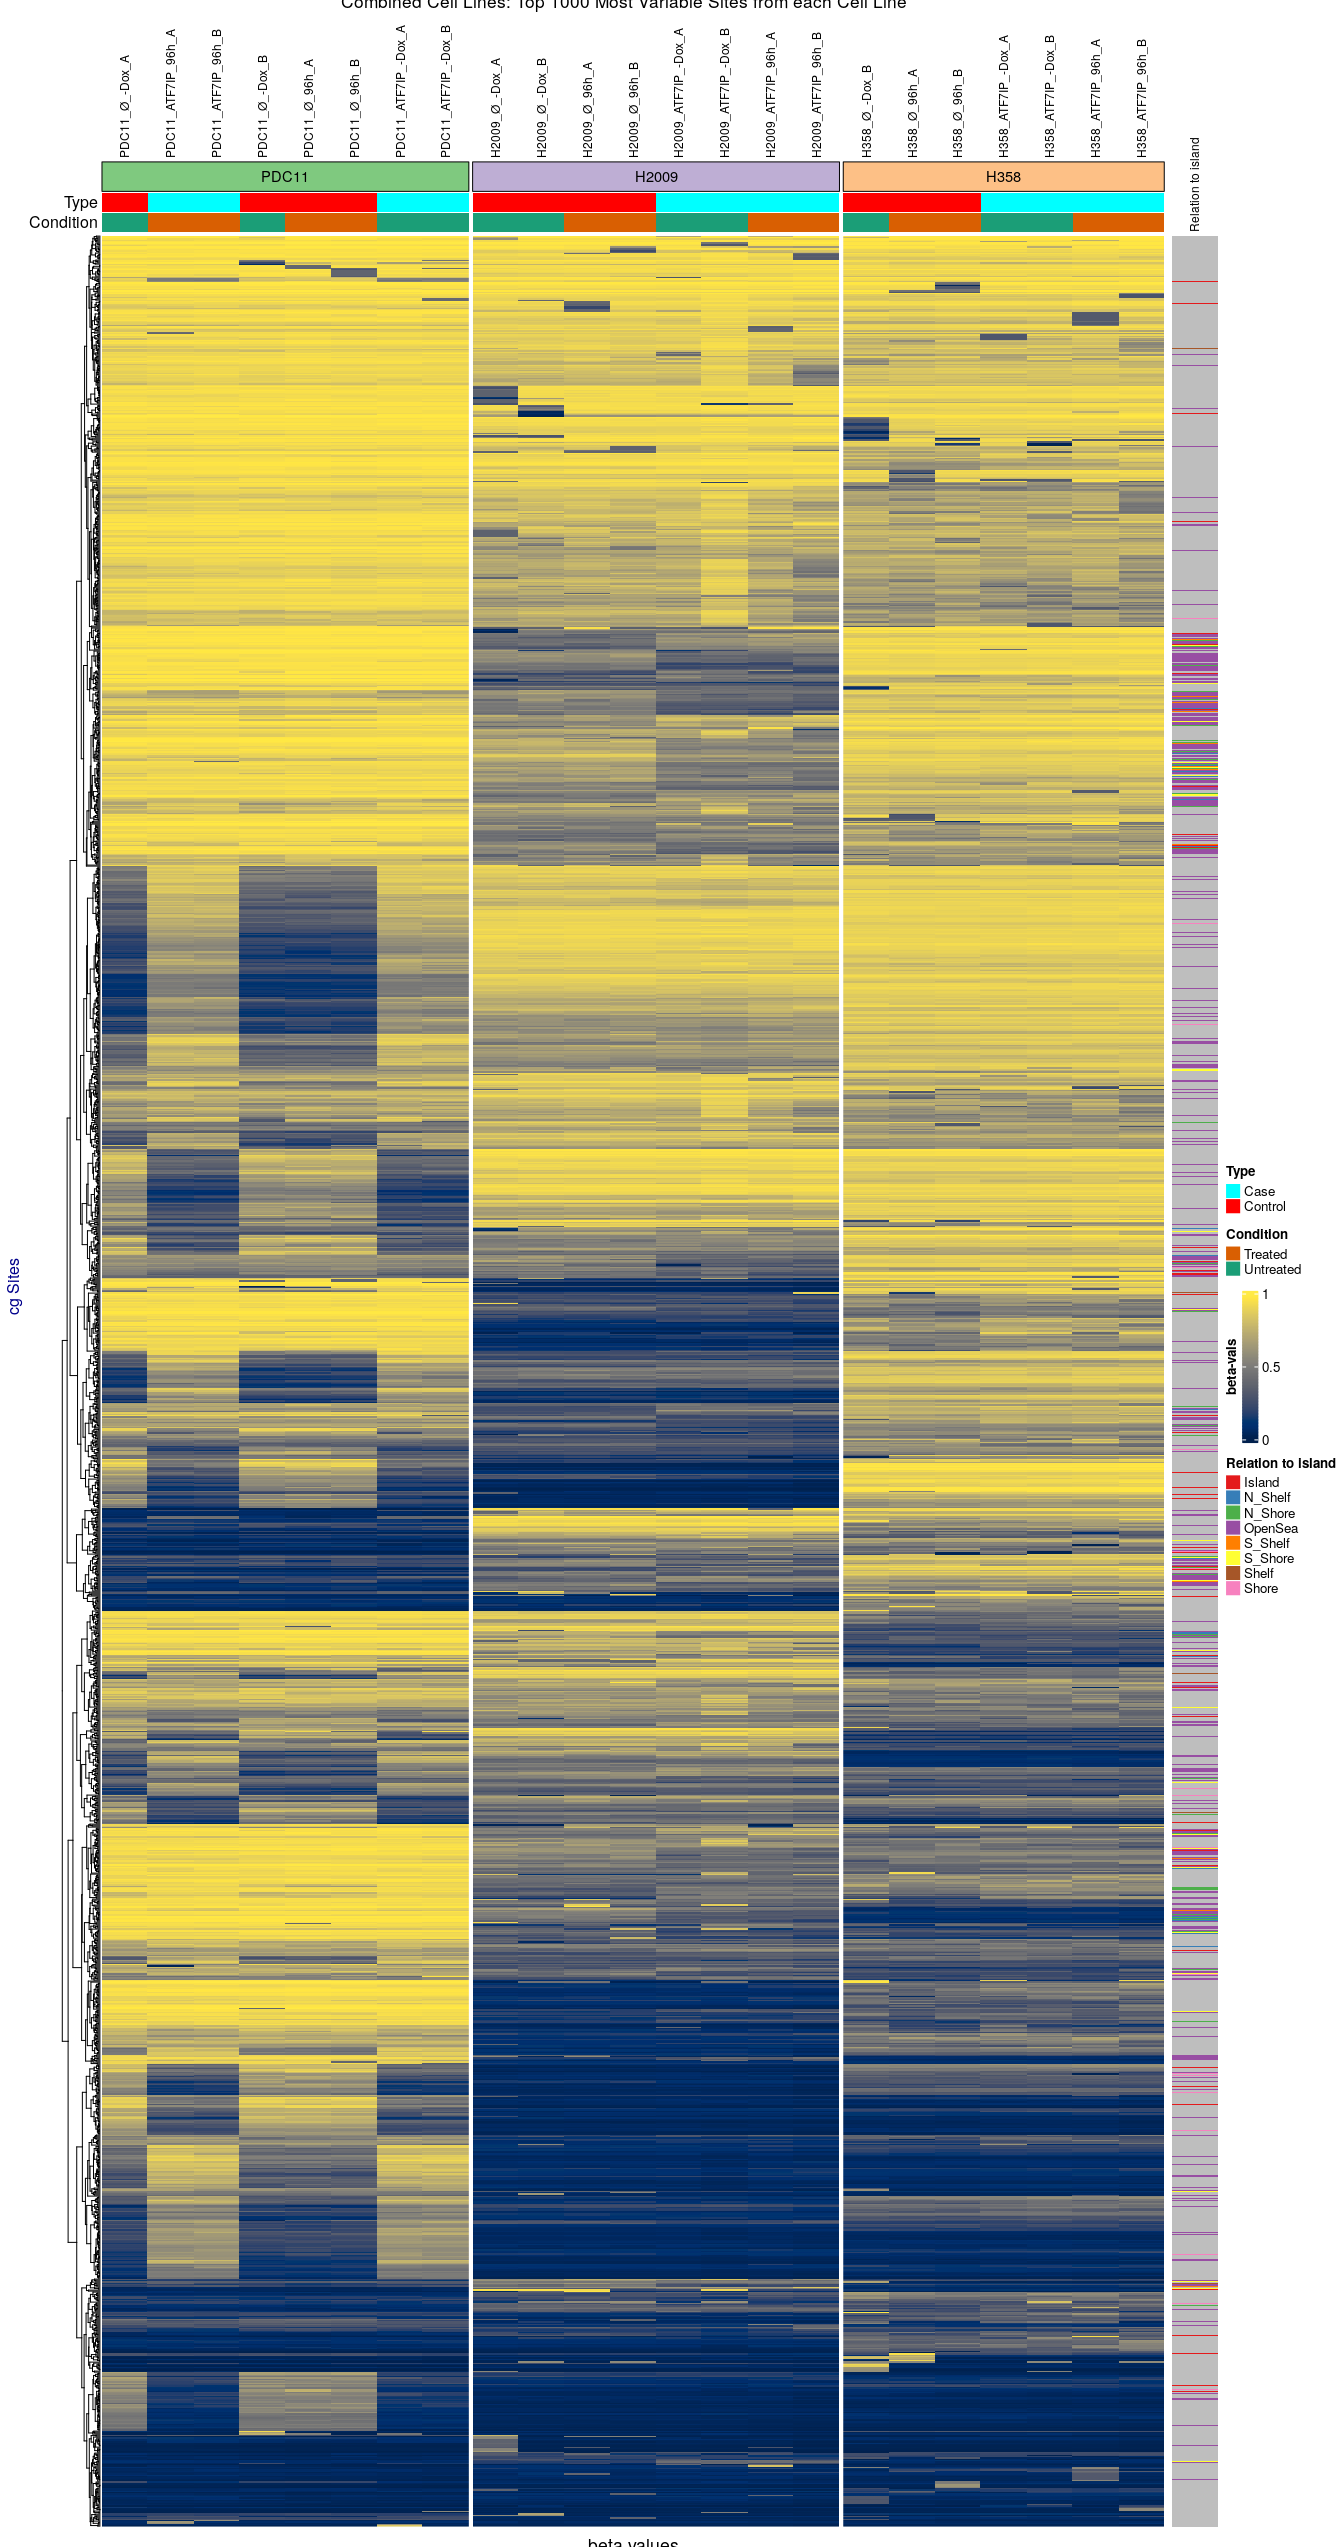 Combined Cell Lines: Top 1000 Most Variable Sites from each Cell Line
PDC11_Ø_-Dox_A
PDC11_ATF7IP_96h_A
PDC11_ATF7IP_96h_B
PDC11_Ø_-Dox_B
PDC11_Ø_96h_A
PDC11_Ø_96h_B
PDC11_ATF7IP_-Dox_A
PDC11_ATF7IP_-Dox_B
H2009_Ø_-Dox_A
H2009_Ø_-Dox_B
H2009_Ø_96h_A
H2009_Ø_96h_B
H2009_ATF7IP_-Dox_A
H2009_ATF7IP_-Dox_B
H2009_ATF7IP_96h_A
H2009_ATF7IP_96h_B
H358_Ø_-Dox_B
H358_Ø_96h_A
H358_Ø_96h_B
H358_ATF7IP_-Dox_A
H358_ATF7IP_-Dox_B
H358_ATF7IP_96h_A
H358_ATF7IP_96h_B
Relation to island
PDC11
H2009
H358
Type
Condition
cg Sites
Type
Case
Control
Condition
Treated
Untreated
beta-vals
1
0.5
0
Relation to island
Island
N_Shelf
N_Shore
OpenSea
S_Shelf
S_Shore
Shelf
Shore
beta values